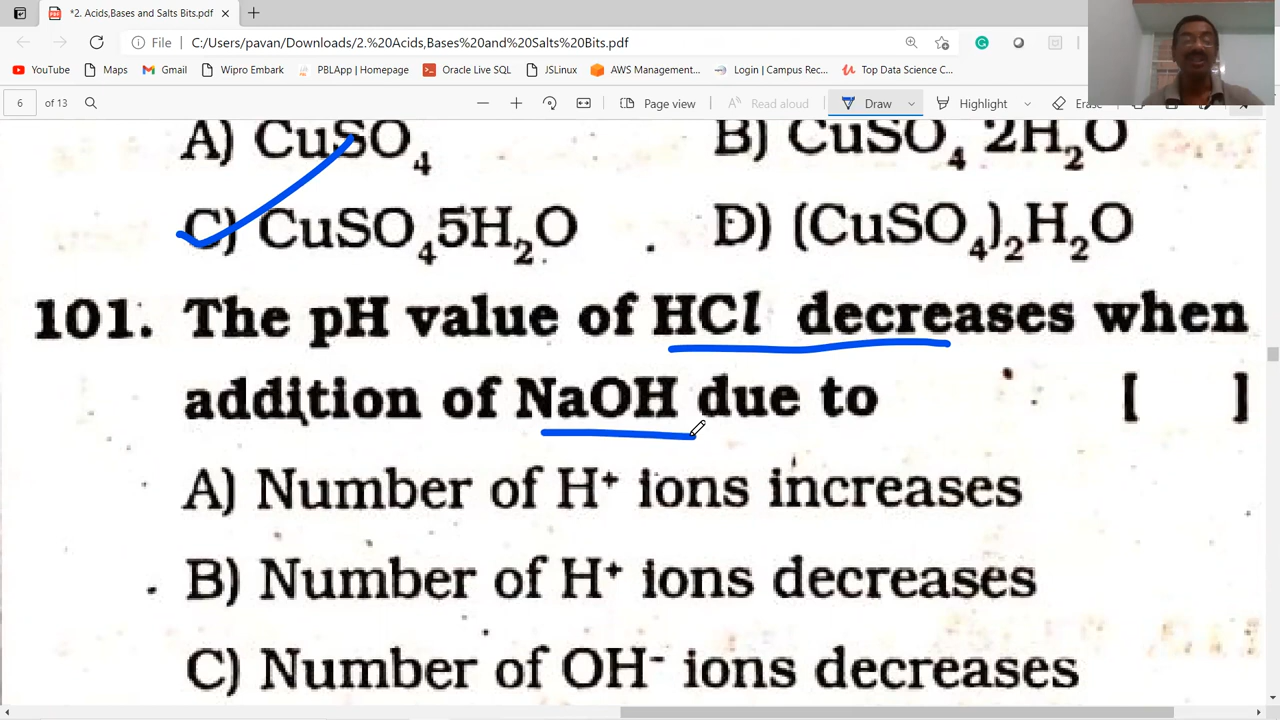 *2. Acids,Bases and Salts Bits.pdf
File C:/Users/pavan/Downloads/2.%20Acids,Bases%20and%20Salts%20Bits.pdf
YouTube Maps Gmail Wipro Embark PBLApp | Homepage Online Live SQL JSLinux AWS Management... Login | Campus Rec... Top Data Science C...
6 of 13 Page view Read aloud Draw Highlight Erase
A) CuSO₄ B) CuSO₄ 2H₂O
C) CuSO₄5H₂O D) (CuSO₄)₂H₂O
101. The pH value of HCl decreases when
addition of NaOH due to [ ]
A) Number of H⁺ ions increases
B) Number of H⁺ ions decreases
C) Number of OH⁻ ions decreases